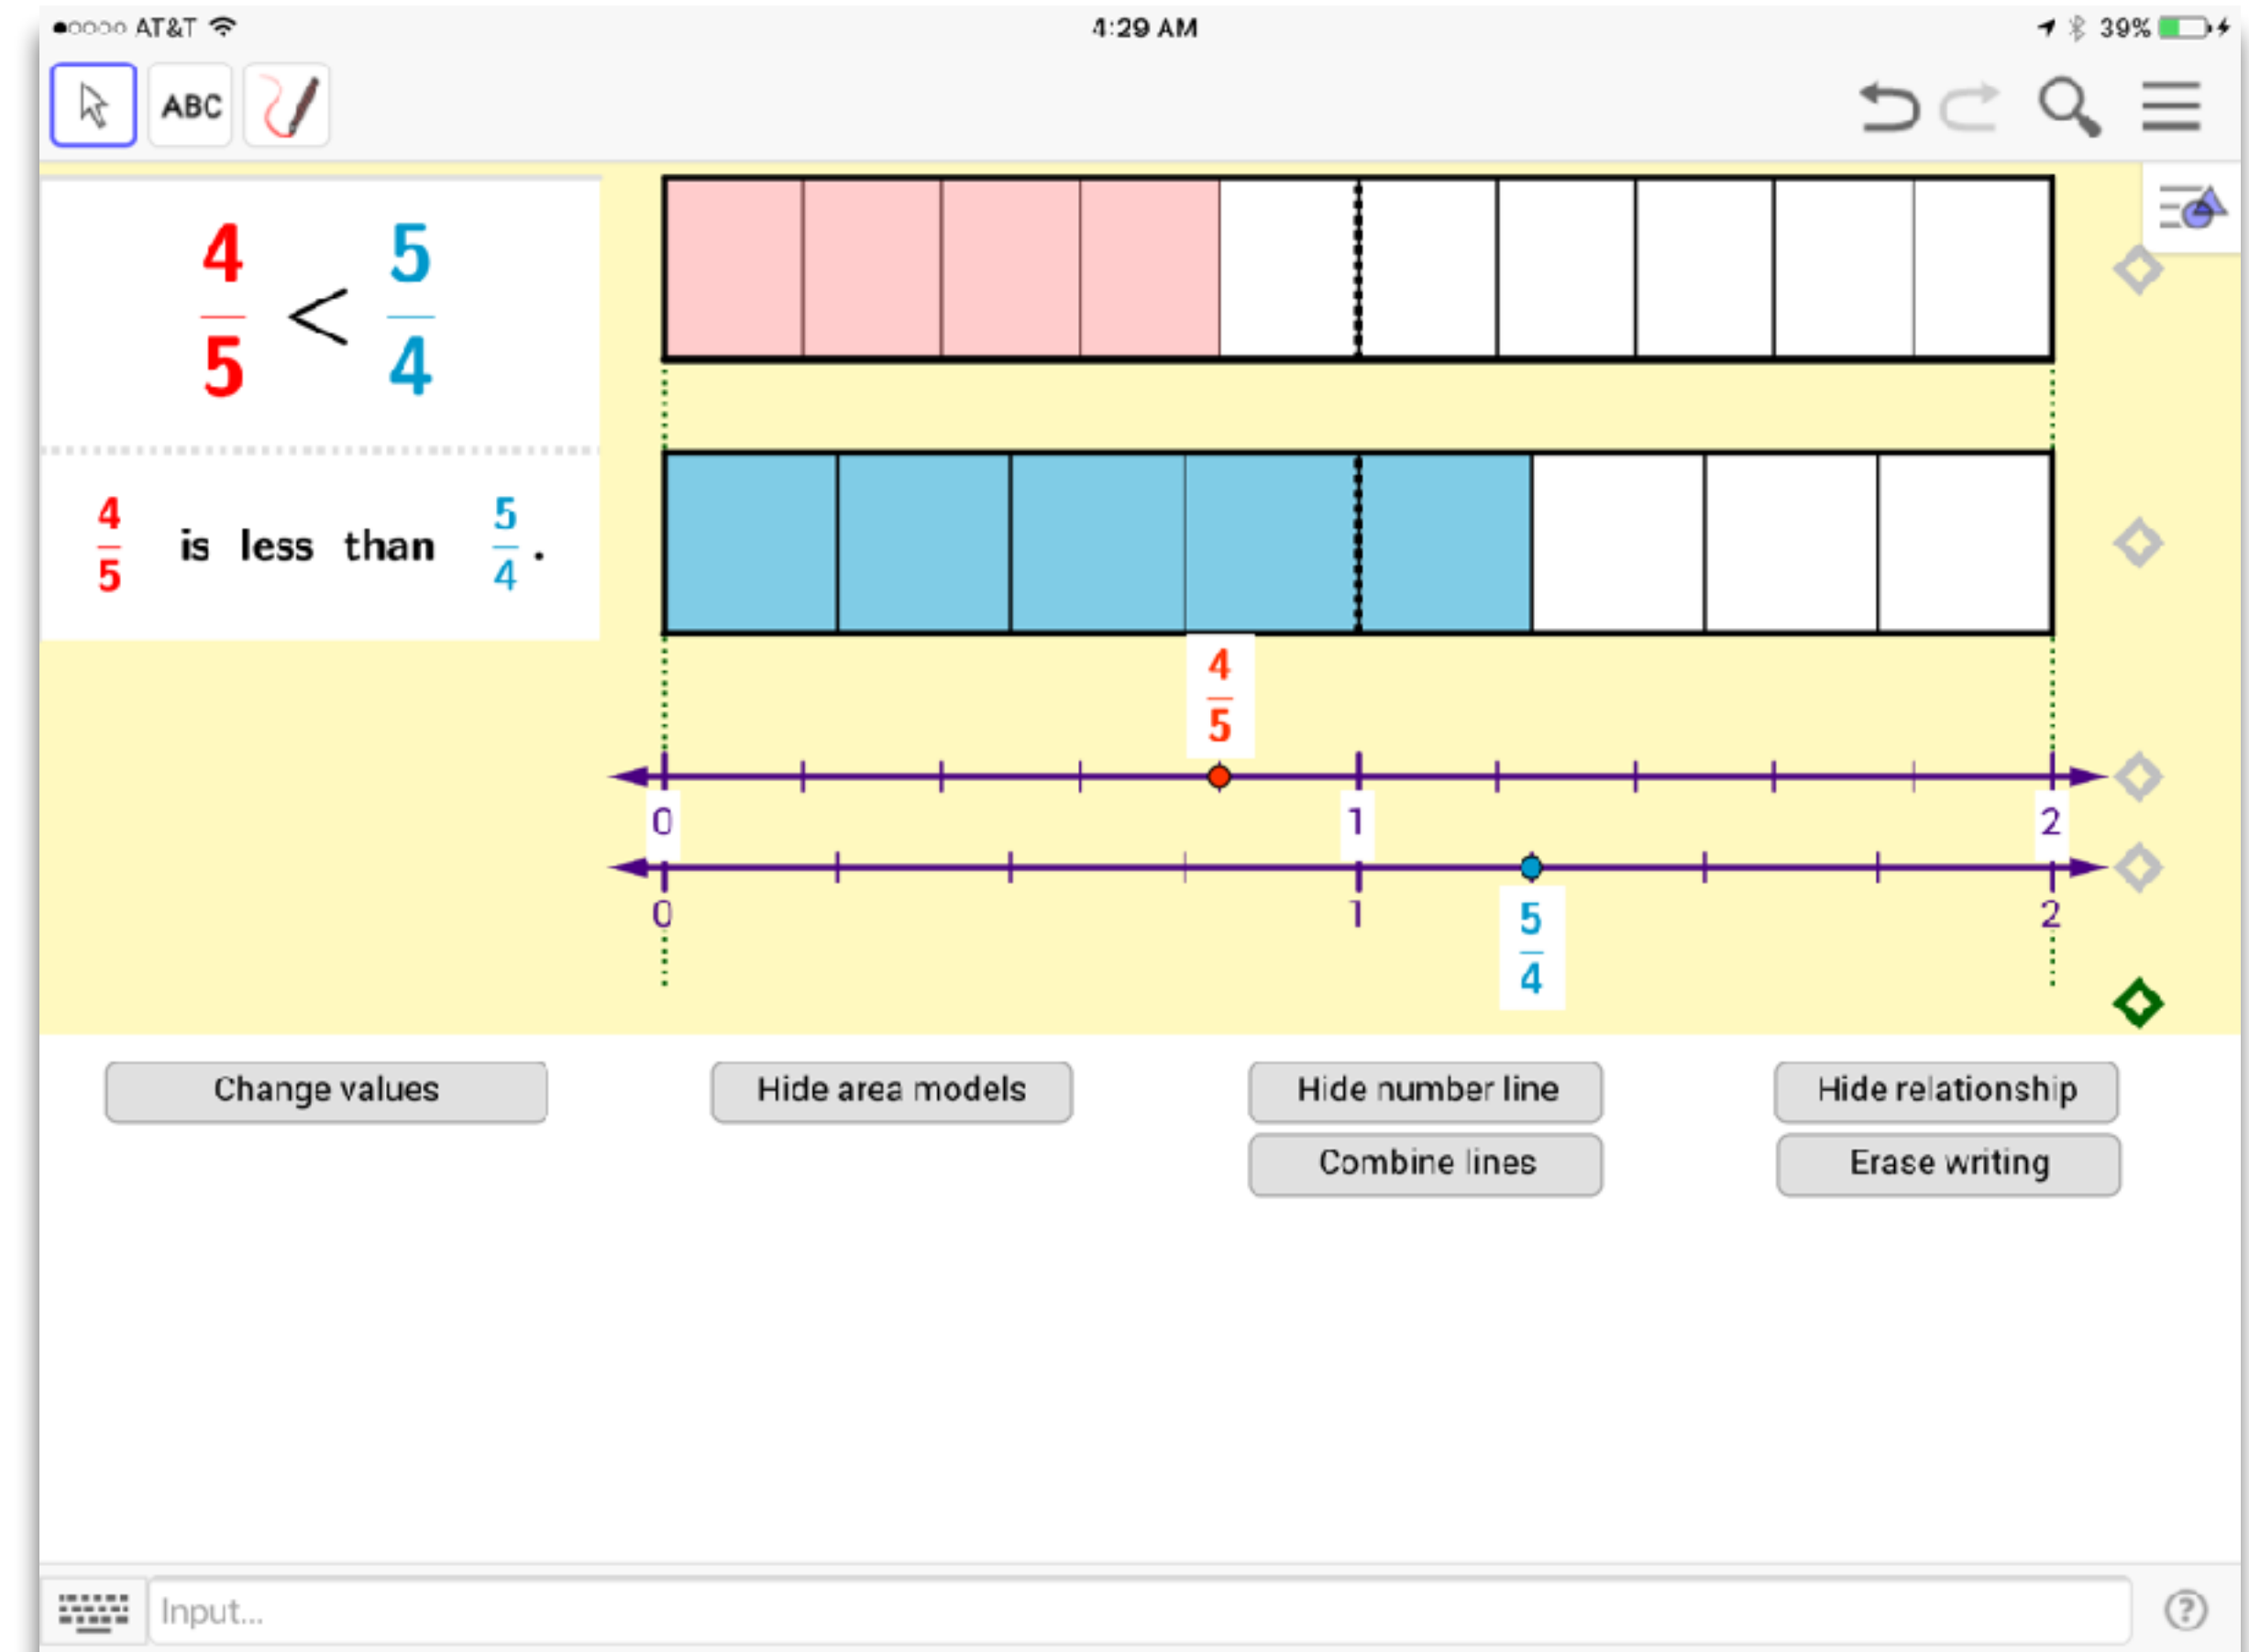 AT&T 4:29 AM 39%
ABC
4/5 < 5/4
4/5 is less than 5/4.
4/5
0 1 2
0 1 2
5/4
Change values Hide area models Hide number line Hide relationship
Combine lines Erase writing
Input...
?